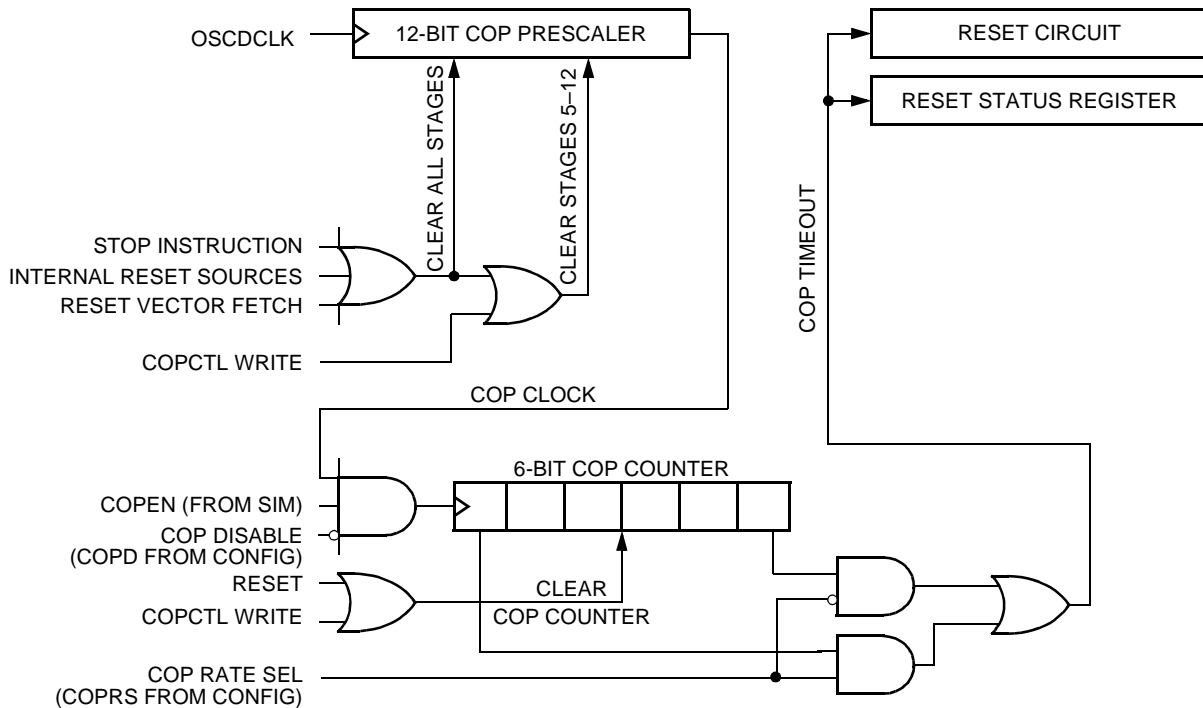 OSCDCLK
12-BIT COP PRESCALER
RESET CIRCUIT
RESET STATUS REGISTER
CLEAR ALL STAGES
CLEAR STAGES 5–12
COP TIMEOUT
STOP INSTRUCTION
INTERNAL RESET SOURCES
RESET VECTOR FETCH
COPCTL WRITE
COP CLOCK
6-BIT COP COUNTER
COPEN (FROM SIM)
COP DISABLE
(COPD FROM CONFIG)
RESET
CLEAR
COP COUNTER
COPCTL WRITE
COP RATE SEL
(COPRS FROM CONFIG)